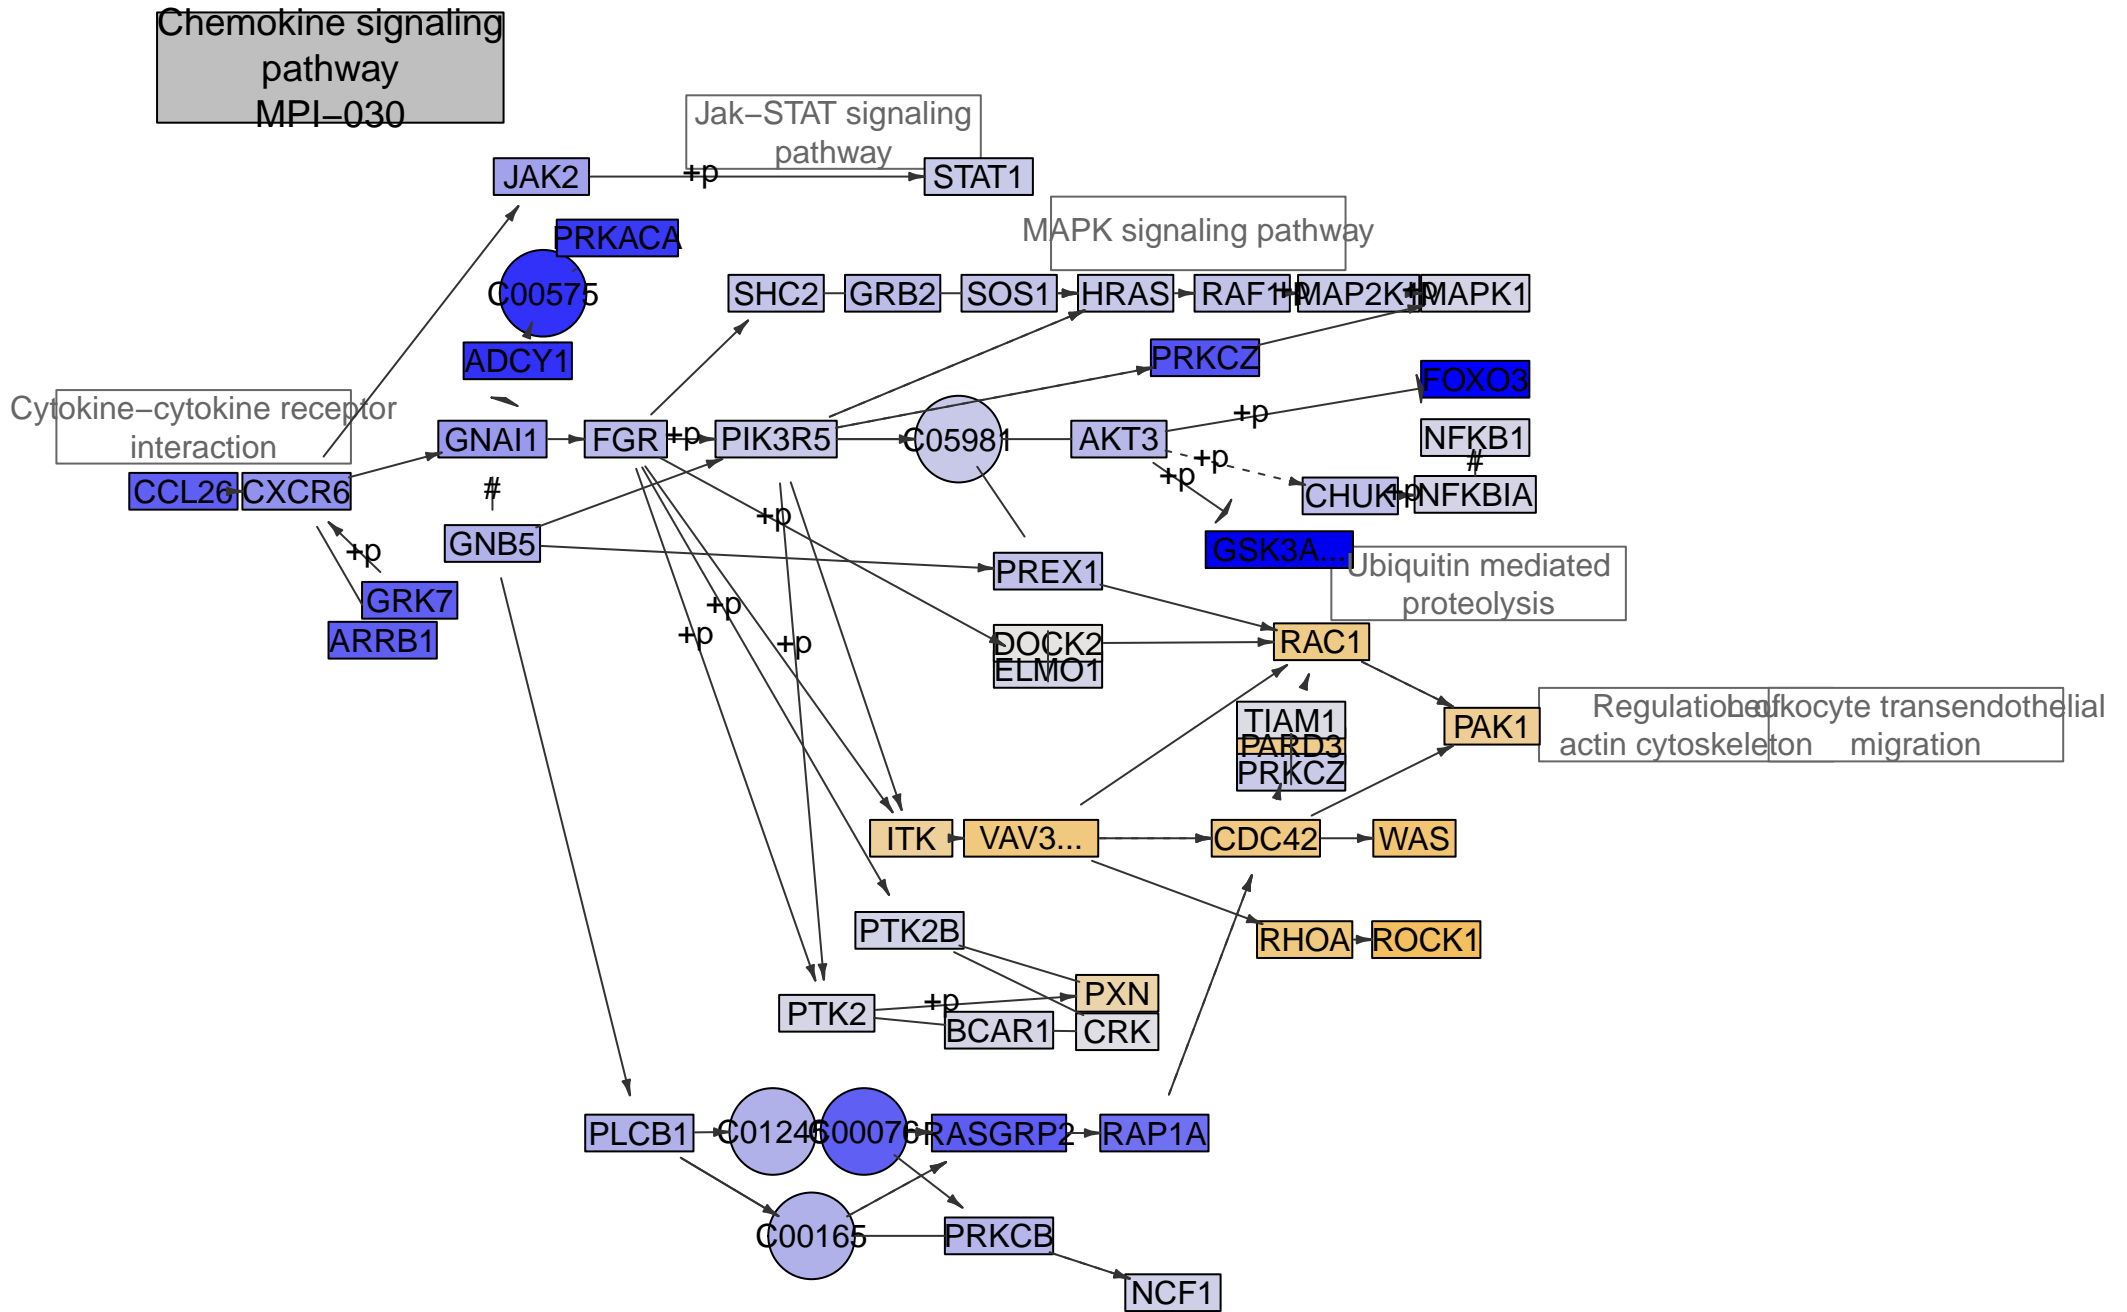 Chemokine signaling
pathway
MPI−030
Jak−STAT signaling
pathway
JAK2
+p
STAT1
PRKACA
MAPK signaling pathway
C00575
SHC2
GRB2
SOS1
HRAS
RAF1
+p
MAP2K1
+p
MAPK1
ADCY1
PRKCZ
FOXO3
Cytokine−cytokine receptor
interaction
GNAI1
FGR
+p
PIK3R5
C05981
AKT3
+p
NFKB1
+p
#
+p
CCL26
CXCR6
#
CHUK
+p
NFKBIA
+p
GNB5
+p
GSK3A...
PREX1
Ubiquitin mediated
proteolysis
GRK7
+p
ARRB1
+p
+p
DOCK2
RAC1
ELMO1
TIAM1
PARD3
PRKCZ
PAK1
Regulation of
actin cytoskeleton
Leukocyte transendothelial
migration
ITK
VAV3...
CDC42
WAS
PTK2B
RHOA
ROCK1
PXN
PTK2
+p
BCAR1
CRK
PLCB1
C01245
C00076
RASGRP2
RAP1A
C00165
PRKCB
NCF1